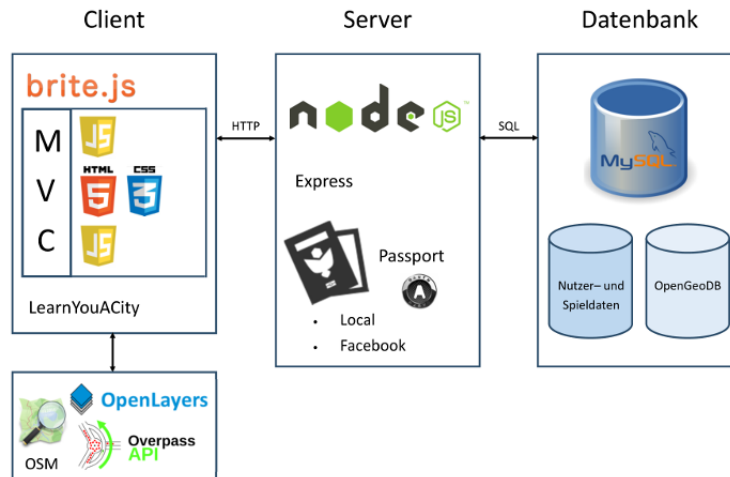 Client
Server
Datenbank
brite.js
M
JS
V
HTML
5
CSS
3
C
JS
LearnYouACity
HTTP
node
JS
Express
Passport
• Local
• Facebook
SQL
MySQL
Nutzer– und
Spieldaten
OpenGeoDB
OpenLayers
Overpass
API
OSM